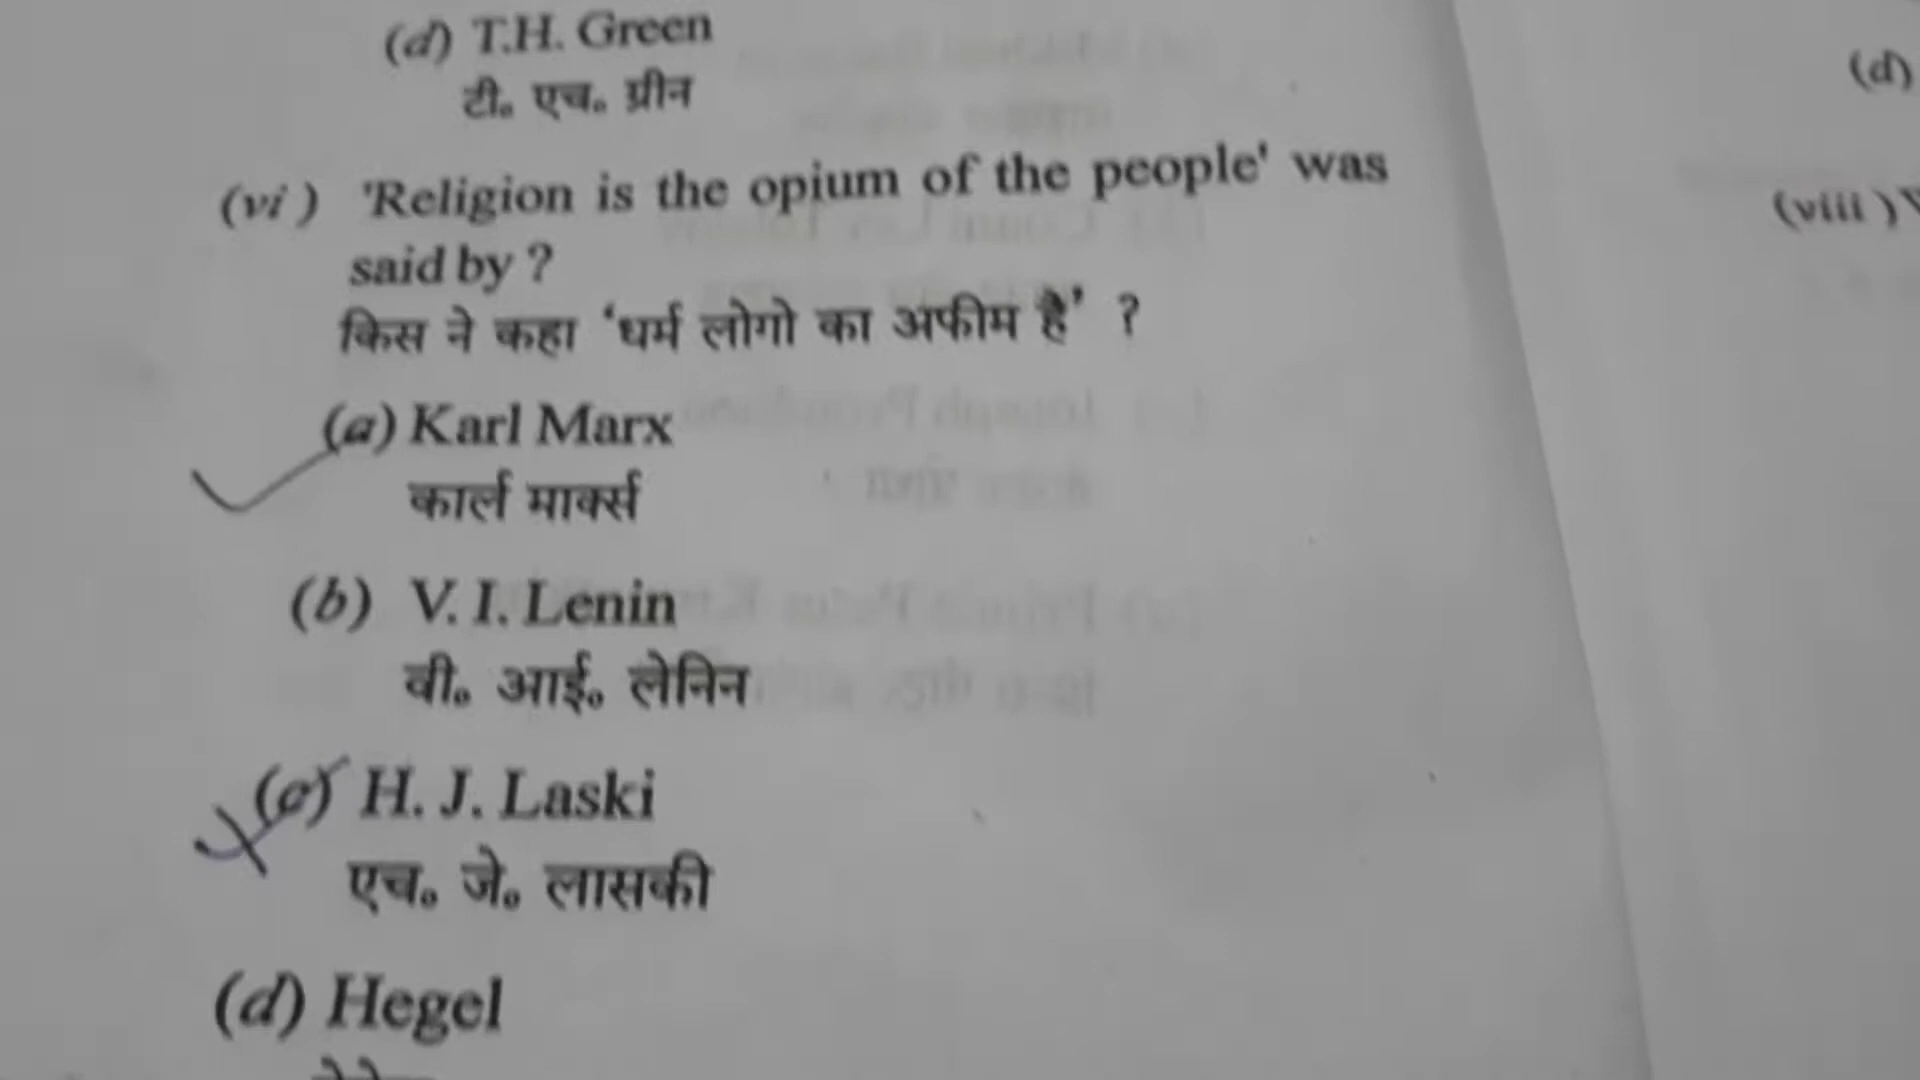 (d) T.H. Green
टी॰ एच॰ ग्रीन
(vi) 'Religion is the opium of the people' was
said by ?
किस ने कहा ‘धर्म लोगो का अफीम है’ ?
(a) Karl Marx
कार्ल मार्क्स
(b) V. I. Lenin
वी॰ आई॰ लेनिन
(c) H. J. Laski
एच॰ जे॰ लासकी
(d) Hegel
(d)
(viii)